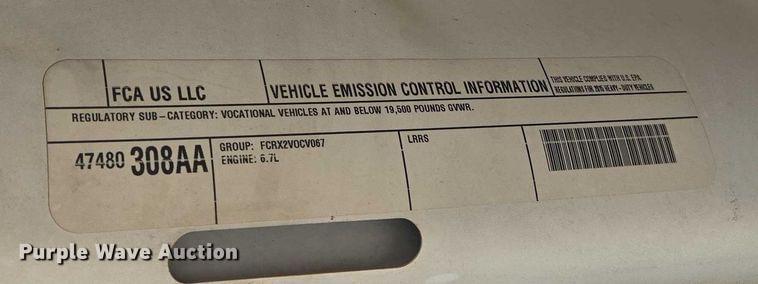 FCA US LLC
VEHICLE EMISSION CONTROL INFORMATION
THIS VEHICLE COMPLIED WITH U.S. EPA
REGULATIONS FOR 2015 HEAVY-DUTY VEHICLES
REGULATORY SUB-CATEGORY: VOCATIONAL VEHICLES AT AND BELOW 19,500 POUNDS GVWR.
47480 308AA
GROUP: FCRX2VOCV067
ENGINE: 6.7L
LRRS
Purple Wave Auction